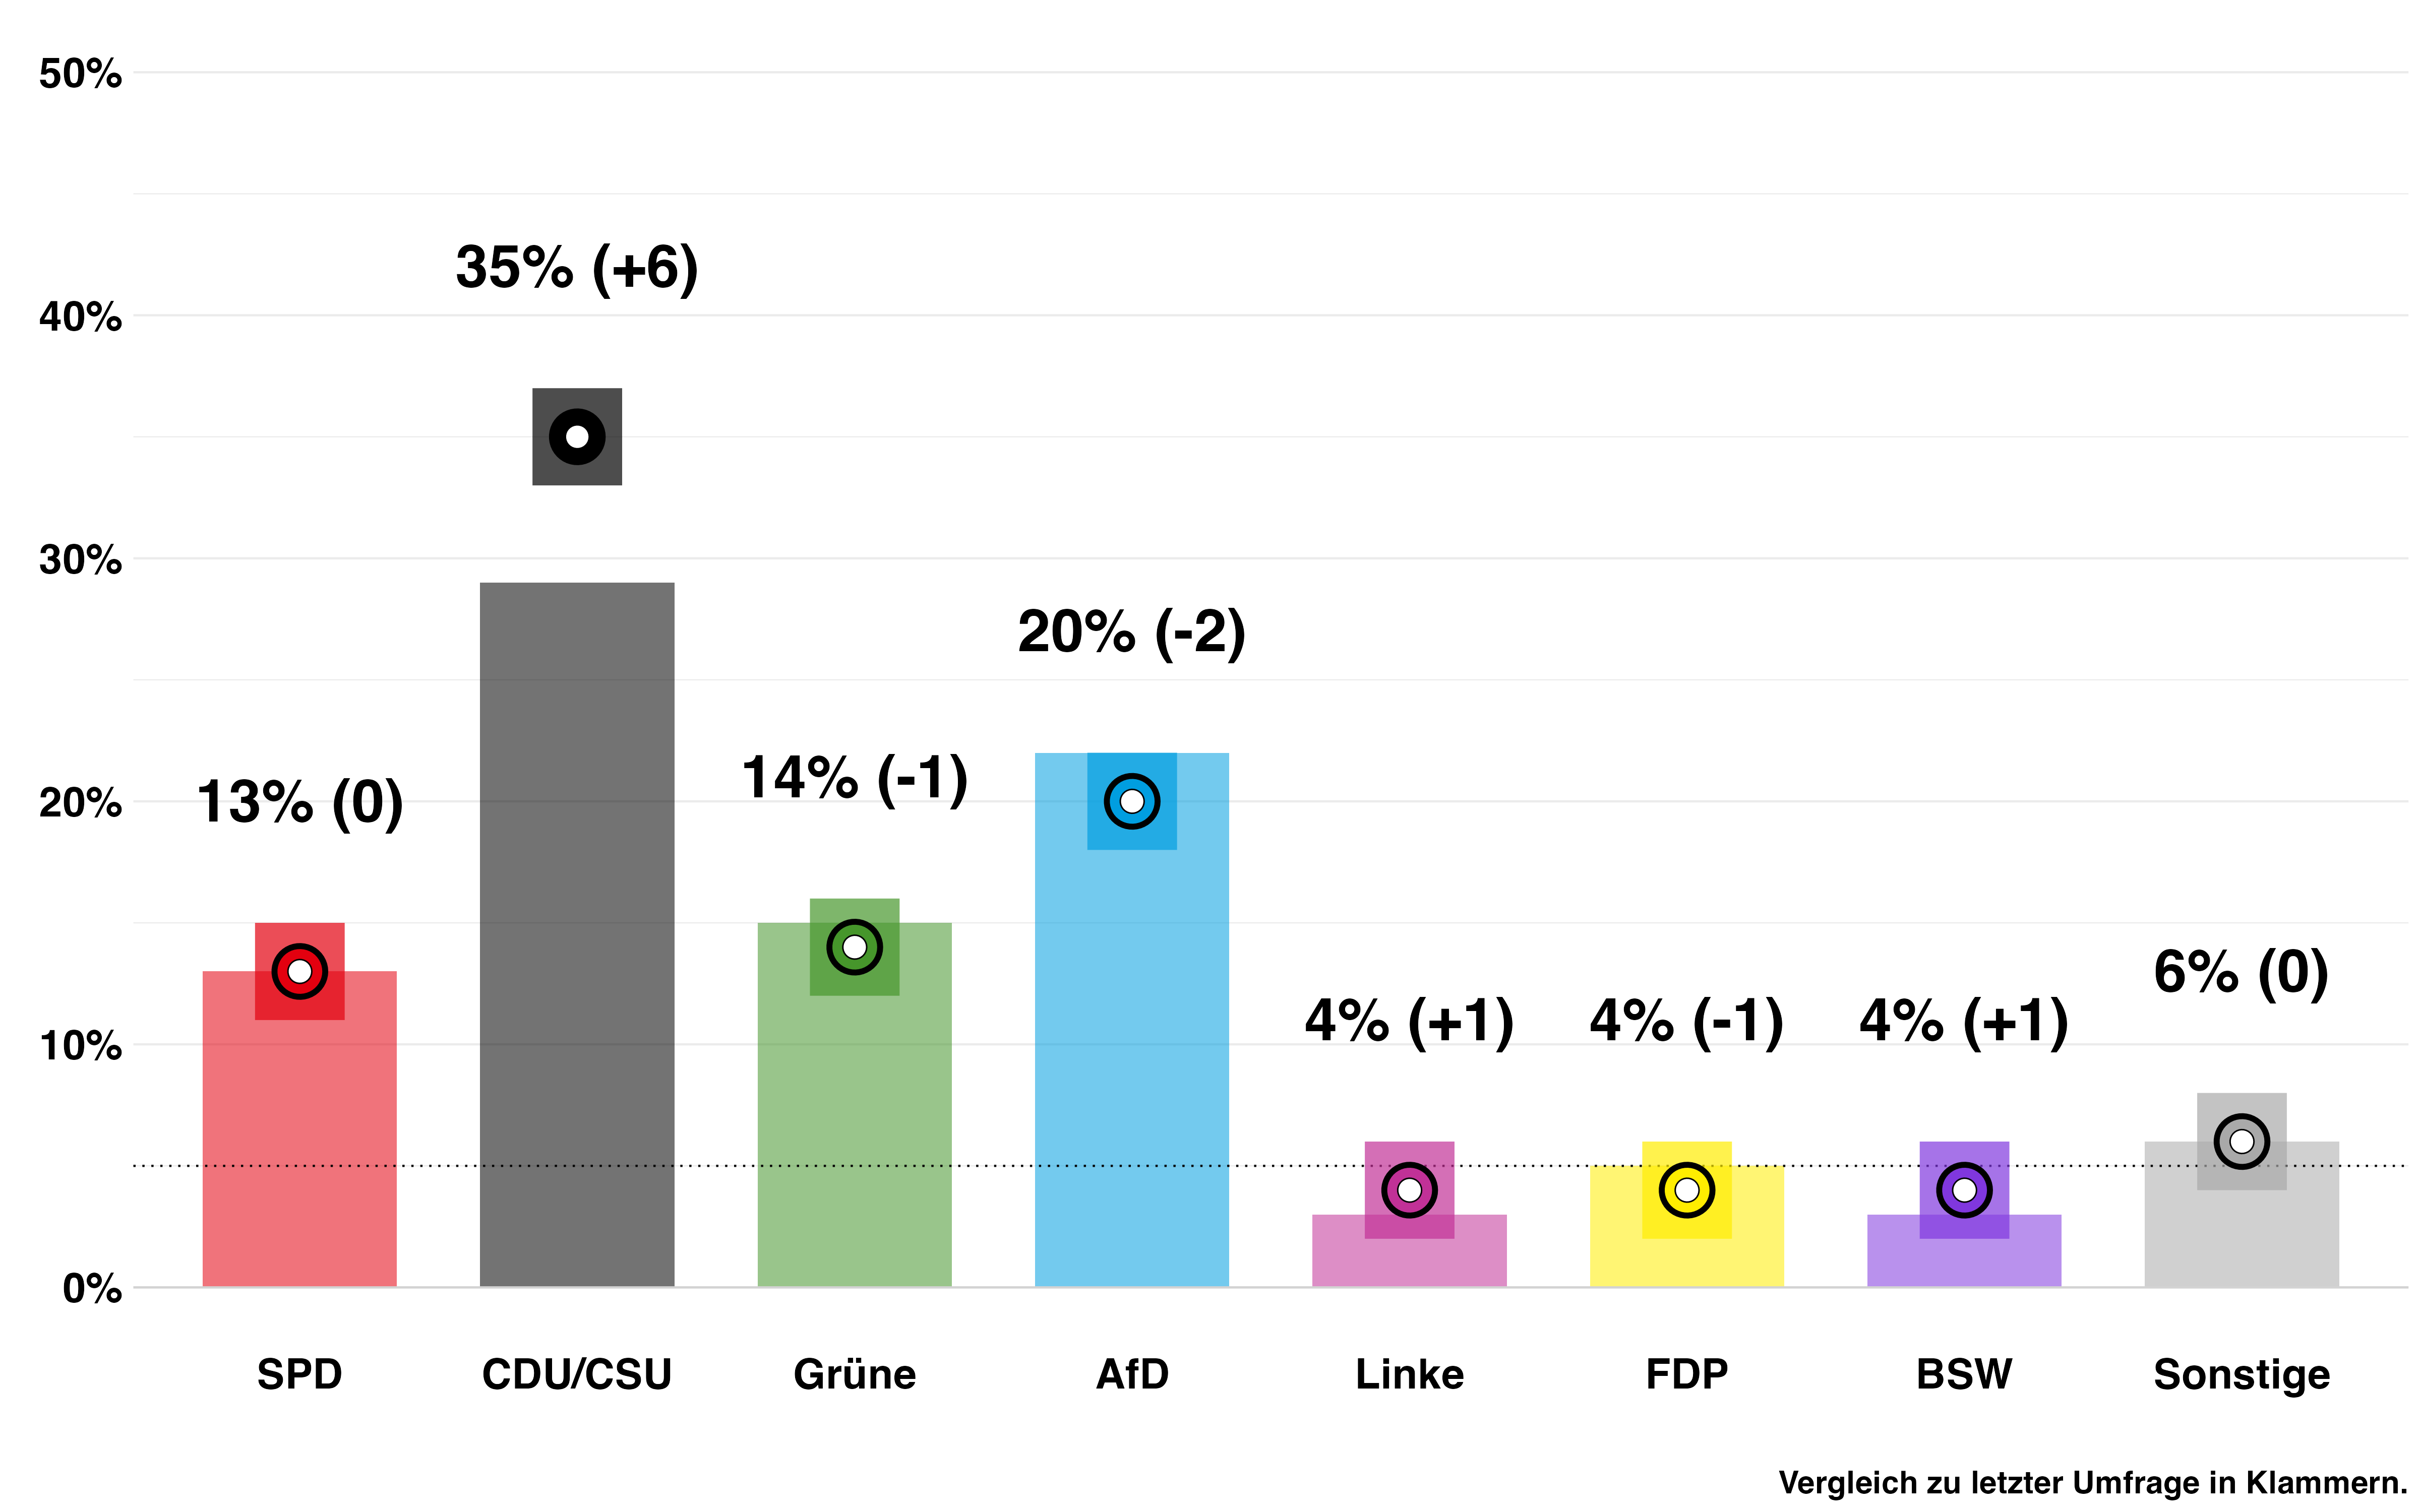 50%
40%
30%
20%
10%
0%
13% (0)
35% (+6)
14% (-1)
20% (-2)
4% (+1)
4% (-1)
4% (+1)
6% (0)
SPD
CDU/CSU
Grüne
AfD
Linke
FDP
BSW
Sonstige
Vergleich zu letzter Umfrage in Klammern.